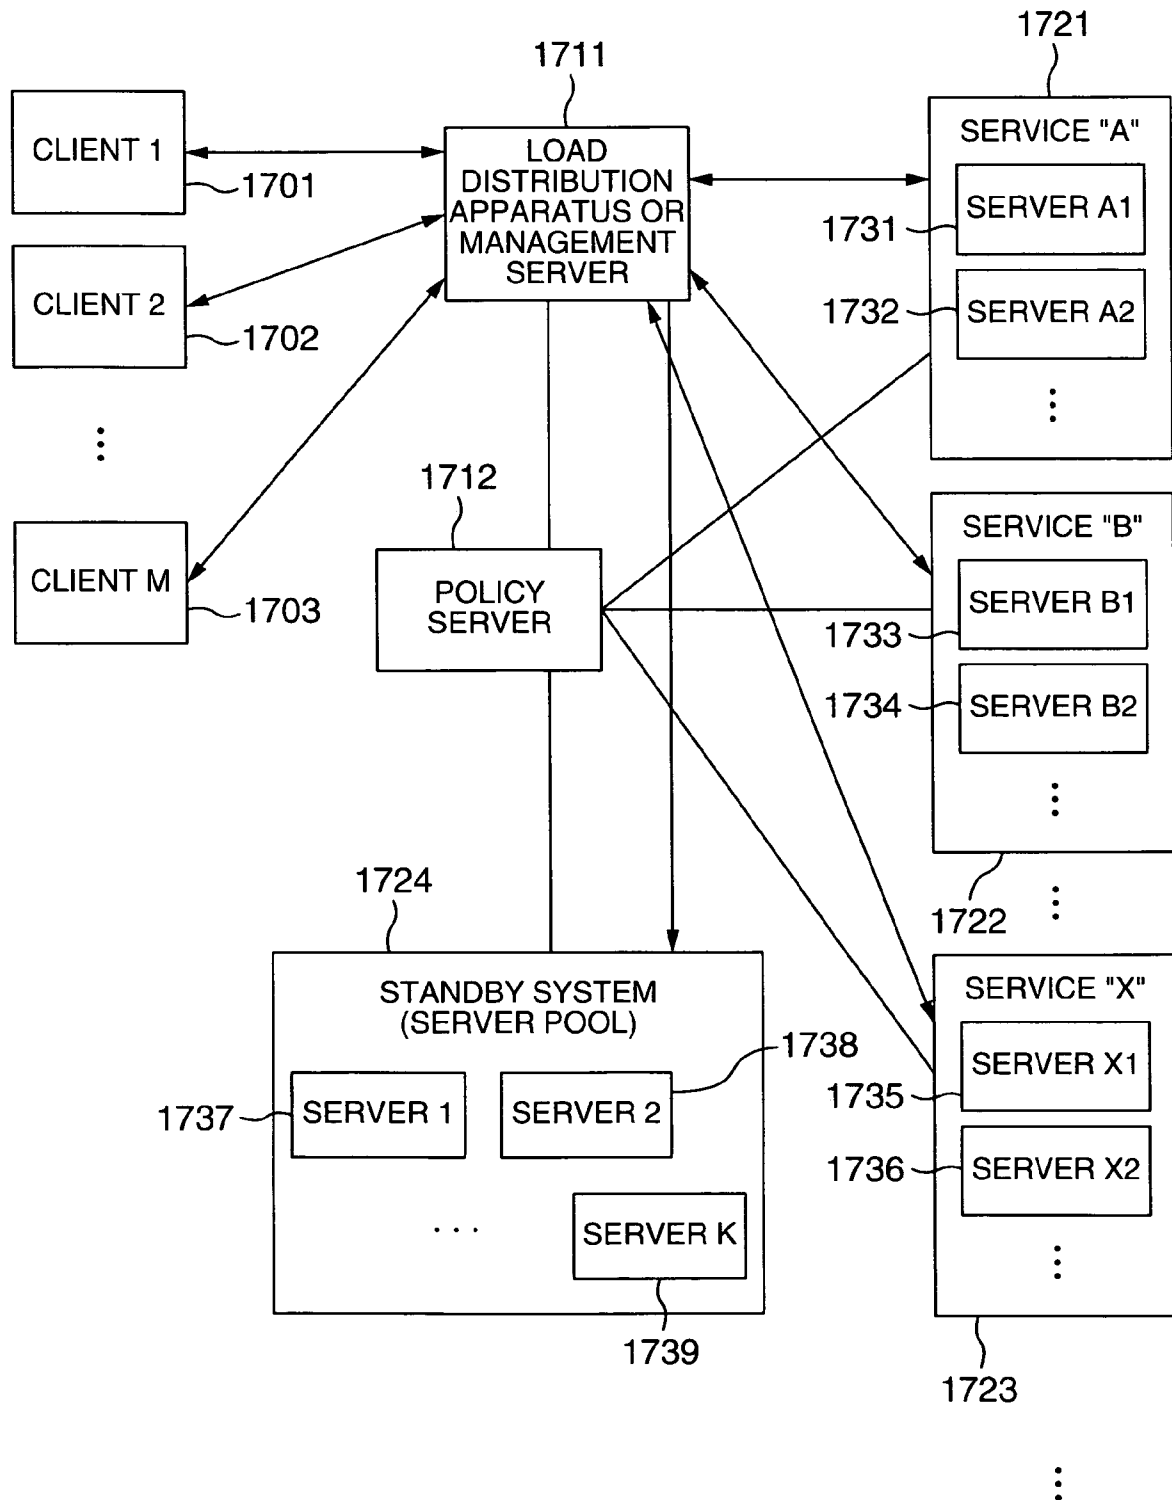 1721
1711
SERVICE "A"
CLIENT 1
LOAD
DISTRIBUTION
APPARATUS OR
MANAGEMENT
SERVER
1701
SERVER A1
1731
CLIENT 2
1702
1732
SERVER A2
1712
SERVICE "B"
CLIENT M
1703
POLICY
SERVER
SERVER B1
1733
1734
SERVER B2
1724
1722
STANDBY SYSTEM
(SERVER POOL)
SERVICE "X"
1738
SERVER X1
1735
1737
SERVER 1
SERVER 2
1736
SERVER X2
SERVER K
1739
1723